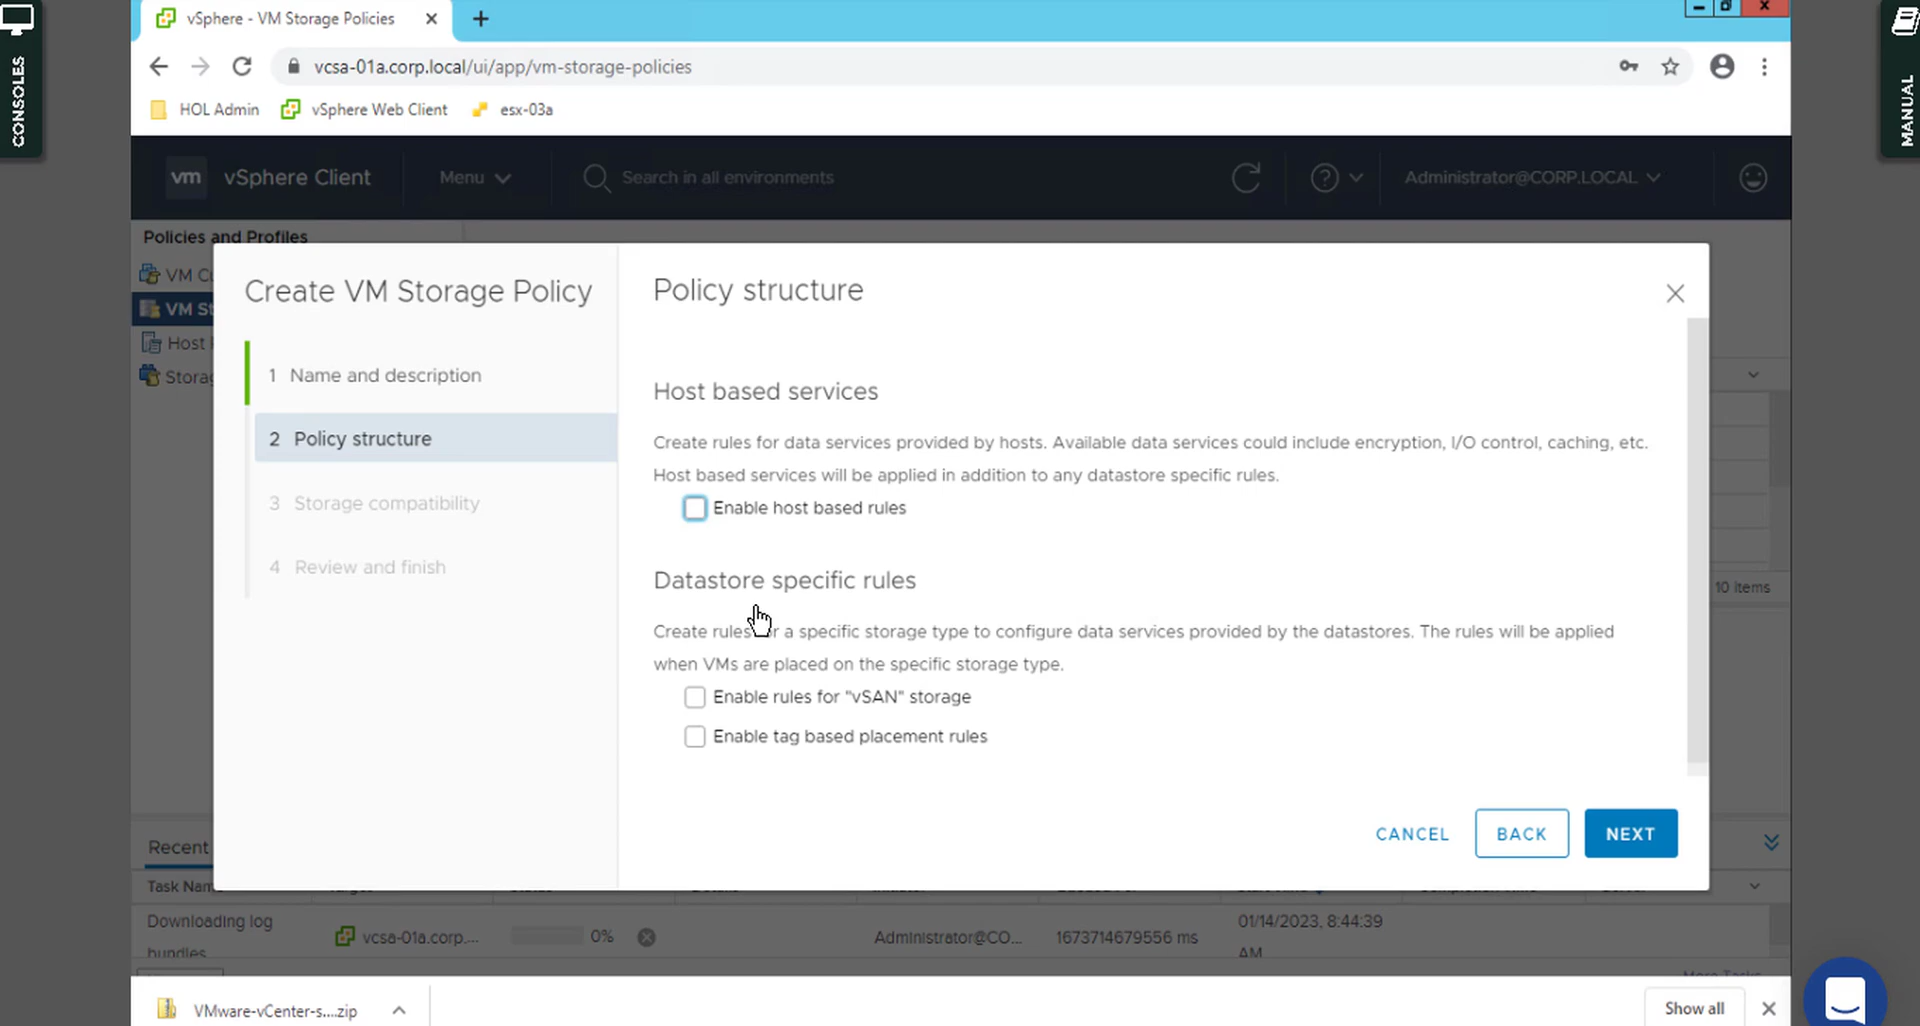 CONSOLES
MANUAL
vSphere - VM Storage Policies
vcsa-01a.corp.local/ui/app/vm-storage-policies
HOL Admin
vSphere Web Client
esx-03a
vm vSphere Client
Menu
Search in all environments
Administrator@CORP.LOCAL
Policies and Profiles
VM Cu
VM St
Host
Storag
Create VM Storage Policy
1 Name and description
2 Policy structure
3 Storage compatibility
4 Review and finish
Policy structure
Host based services
Create rules for data services provided by hosts. Available data services could include encryption, I/O control, caching, etc.
Host based services will be applied in addition to any datastore specific rules.
Enable host based rules
Datastore specific rules
Create rules for a specific storage type to configure data services provided by the datastores. The rules will be applied
when VMs are placed on the specific storage type.
Enable rules for "vSAN" storage
Enable tag based placement rules
CANCEL
BACK
NEXT
10 items
Recent
Task Nam
Downloading log
bundles
vcsa-01a.corp....
0%
Administrator@CO...
1673714679556 ms
01/14/2023, 8:44:39
AM
More Tasks
VMware-vCenter-s....zip
Show all